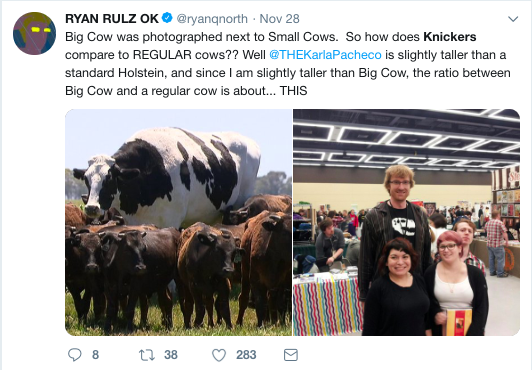 RYAN RULZ OK @ryanqnorth · Nov 28
Big Cow was photographed next to Small Cows. So how does Knickers
compare to REGULAR cows?? Well @THEKarlaPacheco is slightly taller than a
standard Holstein, and since I am slightly taller than Big Cow, the ratio between
Big Cow and a regular cow is about... THIS
8 38 283